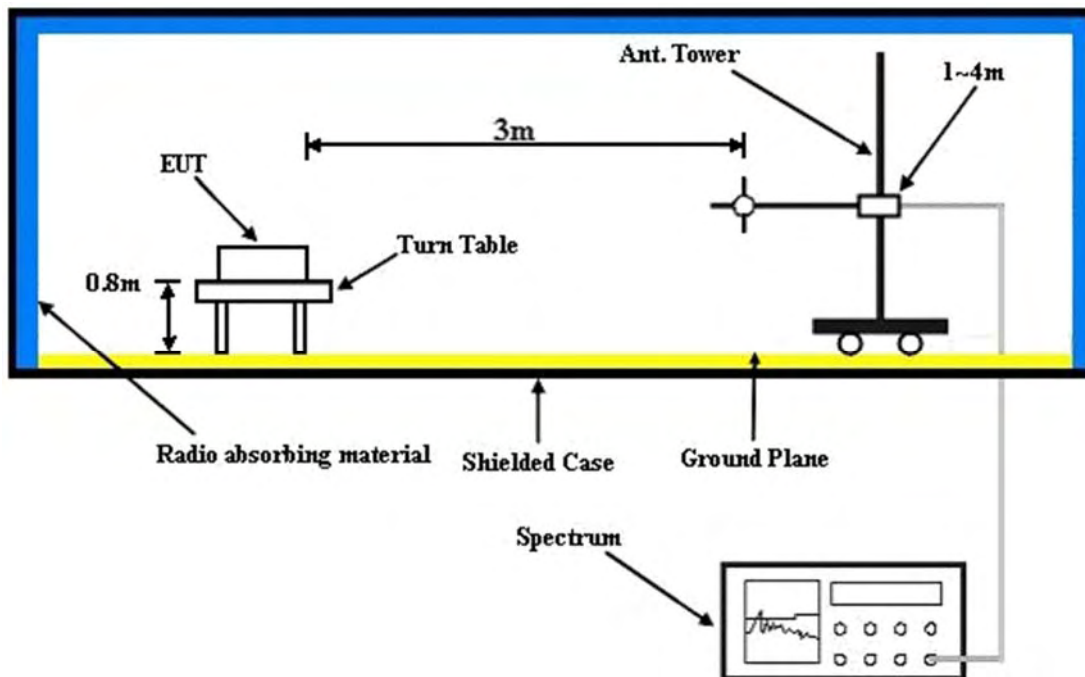 Ant. Tower
1~4m
3m
EUT
Turn Table
0.8m
Radio absorbing material
Shielded Case
Ground Plane
Spectrum